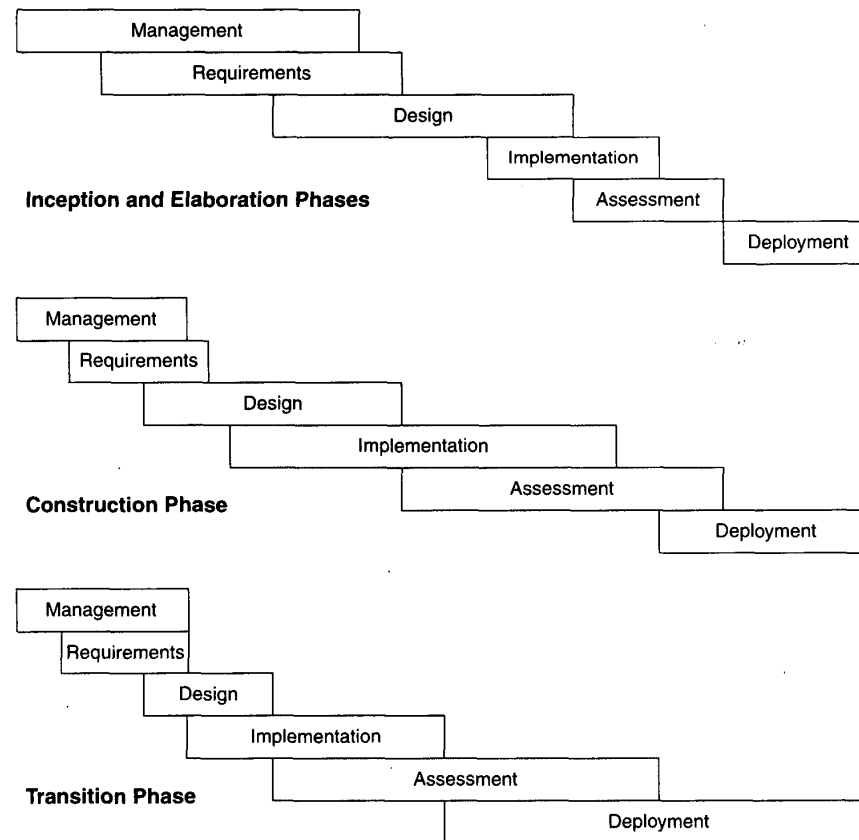 Management
Requirements
Design
Implementation
Inception and Elaboration Phases
Assessment
Deployment
Management
Requirements
Design
Implementation
Assessment
Construction Phase
Deployment
Management
Requirements
Design
Implementation
Assessment
Transition Phase
Deployment